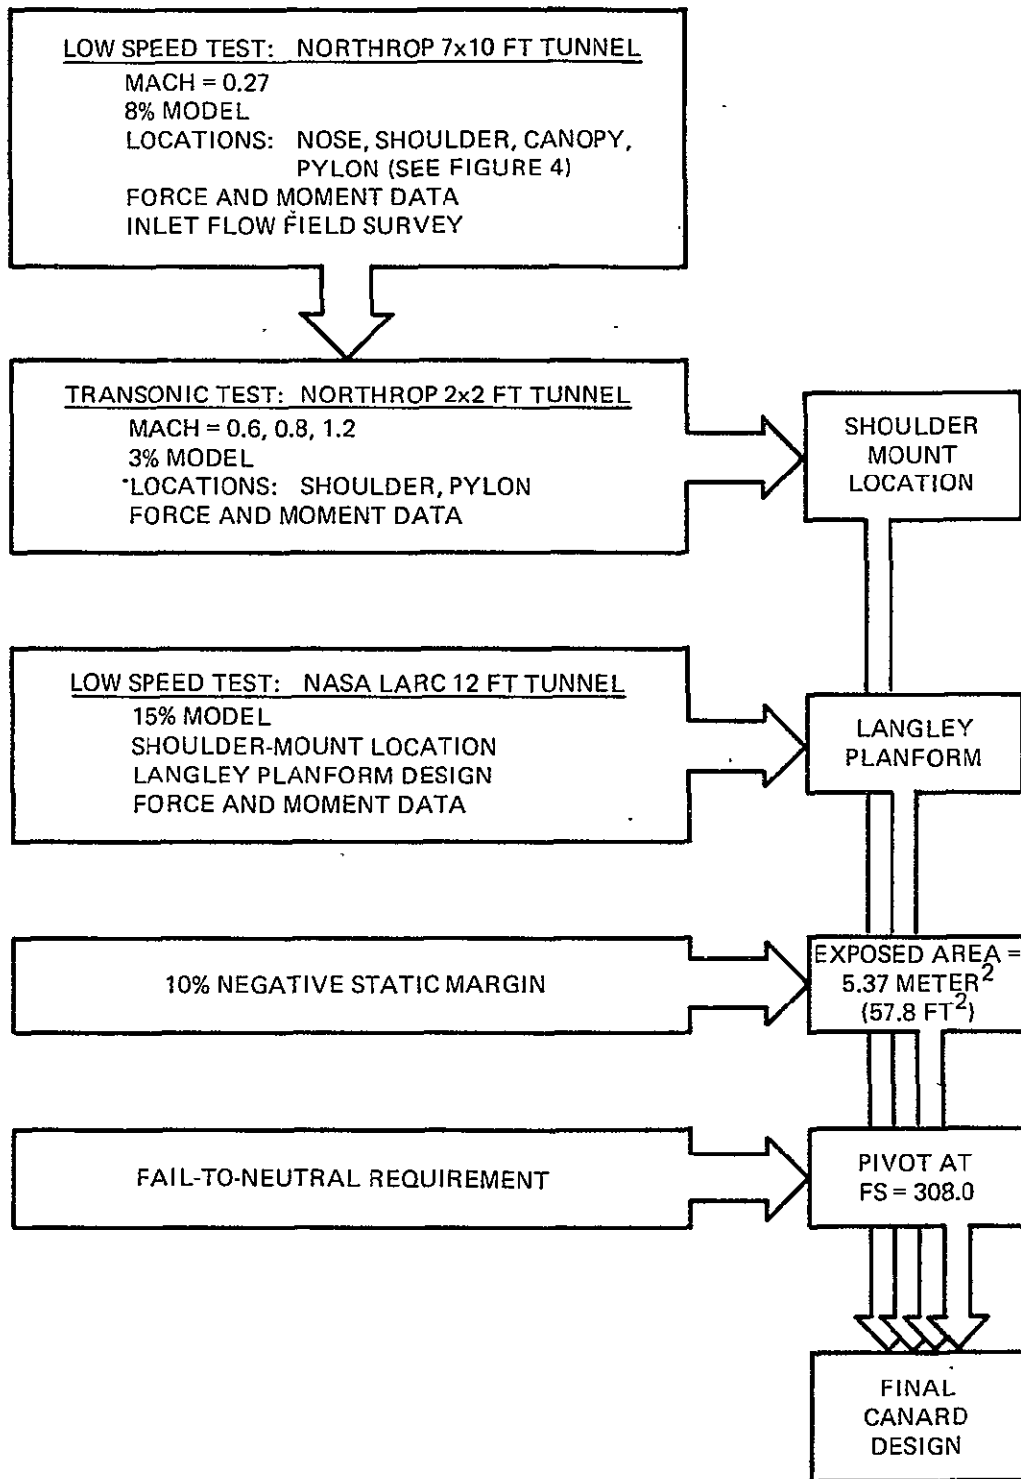 LOW SPEED TEST: NORTHROP 7x10 FT TUNNEL
MACH = 0.27
8% MODEL
LOCATIONS: NOSE, SHOULDER, CANOPY,
PYLON (SEE FIGURE 4)
FORCE AND MOMENT DATA
INLET FLOW FIELD SURVEY
TRANSONIC TEST: NORTHROP 2x2 FT TUNNEL
MACH = 0.6, 0.8, 1.2
3% MODEL
LOCATIONS: SHOULDER, PYLON
FORCE AND MOMENT DATA
SHOULDER
MOUNT
LOCATION
LOW SPEED TEST: NASA LARC 12 FT TUNNEL
15% MODEL
SHOULDER-MOUNT LOCATION
LANGLEY PLANFORM DESIGN
FORCE AND MOMENT DATA
LANGLEY
PLANFORM
10% NEGATIVE STATIC MARGIN
EXPOSED AREA =
5.37 METER²
(57.8 FT²)
FAIL-TO-NEUTRAL REQUIREMENT
PIVOT AT
FS = 308.0
FINAL
CANARD
DESIGN